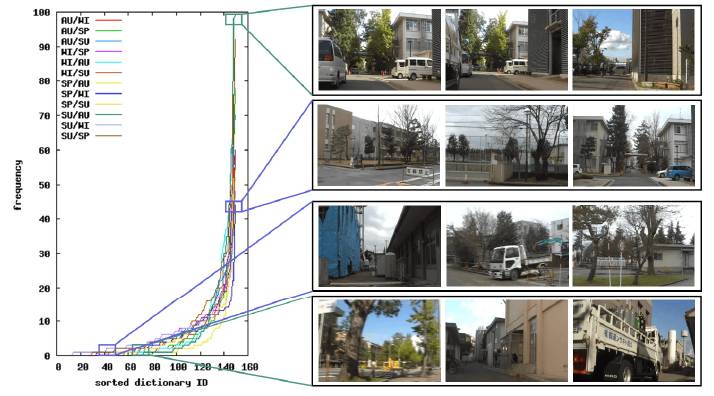 100
90
80
70
60
50
40
30
20
10
0
frequency
AU/WI
AU/SP
AU/SU
WI/SP
WI/AU
WI/SU
SP/AU
SP/WI
SP/SU
SU/AU
SU/WI
SU/SP
0 20 40 60 80 100 120 140 160
sorted dictionary ID